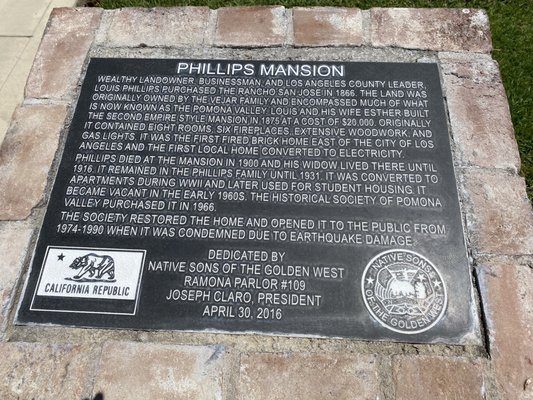 PHILLIPS MANSION
WEALTHY LANDOWNER, BUSINESSMAN, AND LOS ANGELES COUNTY LEADER,
LOUIS PHILLIPS PURCHASED THE RANCHO SAN JOSE IN 1866. THE LAND WAS
ORIGINALLY OWNED BY THE VEJAR FAMILY AND ENCOMPASSED MUCH OF WHAT
IS NOW KNOWN AS THE POMONA VALLEY. LOUIS AND HIS WIFE ESTHER BUILT
THE SECOND EMPIRE STYLE MANSION IN 1875 AT A COST OF $20,000. ORIGINALLY
IT CONTAINED EIGHT ROOMS, SIX FIREPLACES, EXTENSIVE WOODWORK, AND
GAS LIGHTS. IT WAS THE FIRST FIRED BRICK HOME EAST OF THE CITY OF LOS
ANGELES AND THE FIRST LOCAL HOME CONVERTED TO ELECTRICITY.
PHILLIPS DIED AT THE MANSION IN 1900 AND HIS WIDOW LIVED THERE UNTIL
1916. IT REMAINED IN THE PHILLIPS FAMILY UNTIL 1931. IT WAS CONVERTED TO
APARTMENTS DURING WWII AND LATER USED FOR STUDENT HOUSING. IT
BECAME VACANT IN THE EARLY 1960S. THE HISTORICAL SOCIETY OF POMONA
VALLEY PURCHASED IT IN 1966.
THE SOCIETY RESTORED THE HOME AND OPENED IT TO THE PUBLIC FROM
1974-1990 WHEN IT WAS CONDEMNED DUE TO EARTHQUAKE DAMAGE.
DEDICATED BY
NATIVE SONS OF THE GOLDEN WEST
RAMONA PARLOR #109
JOSEPH CLARO, PRESIDENT
APRIL 30, 2016
CALIFORNIA REPUBLIC
NATIVE SONS
OF THE
GOLDEN WEST